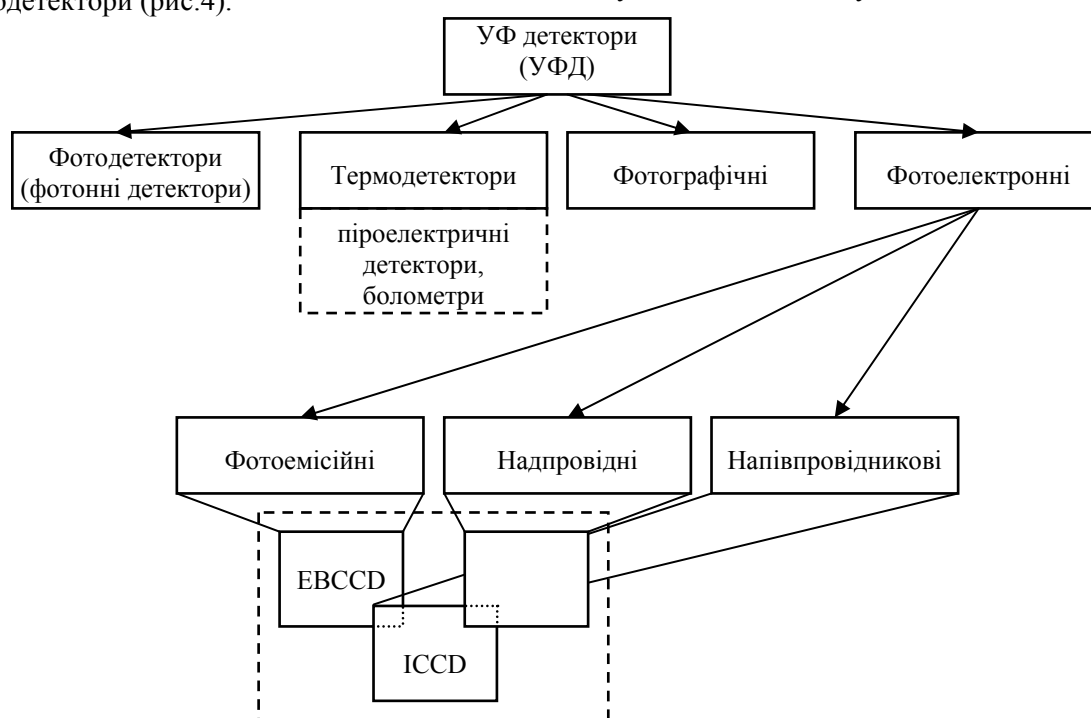 одетектори (рис.4).
УФ детектори
(УФД)
Фотодетектори
(фотонні детектори)
Термодетектори
Фотографічні
Фотоелектронні
піроелектричні
детектори,
болометри
Фотоемісійні
Надпровідні
Напівпровідникові
EBCCD
ICCD